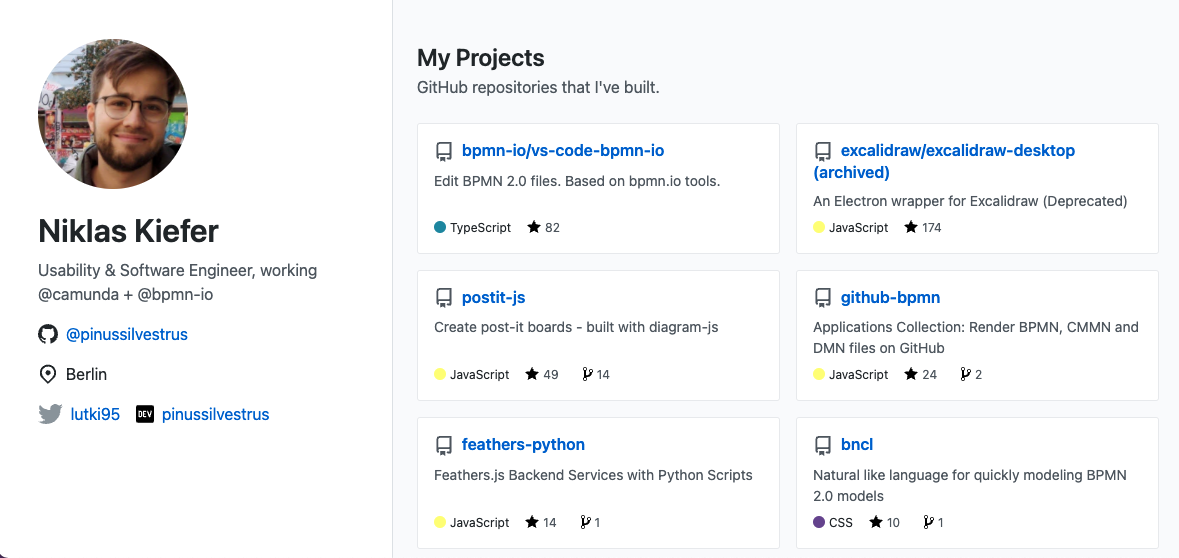 Niklas Kiefer
Usability & Software Engineer, working
@camunda + @bpmn-io
@pinussilvestrus
Berlin
lutki95 DEV pinussilvestrus
My Projects
GitHub repositories that I've built.
bpmn-io/vs-code-bpmn-io
Edit BPMN 2.0 files. Based on bpmn.io tools.
TypeScript 82
excalidraw/excalidraw-desktop
(archived)
An Electron wrapper for Excalidraw (Deprecated)
JavaScript 174
postit-js
Create post-it boards - built with diagram-js
JavaScript 49 14
github-bpmn
Applications Collection: Render BPMN, CMMN and
DMN files on GitHub
JavaScript 24 2
feathers-python
Feathers.js Backend Services with Python Scripts
JavaScript 14 1
bncl
Natural like language for quickly modeling BPMN
2.0 models
CSS 10 1